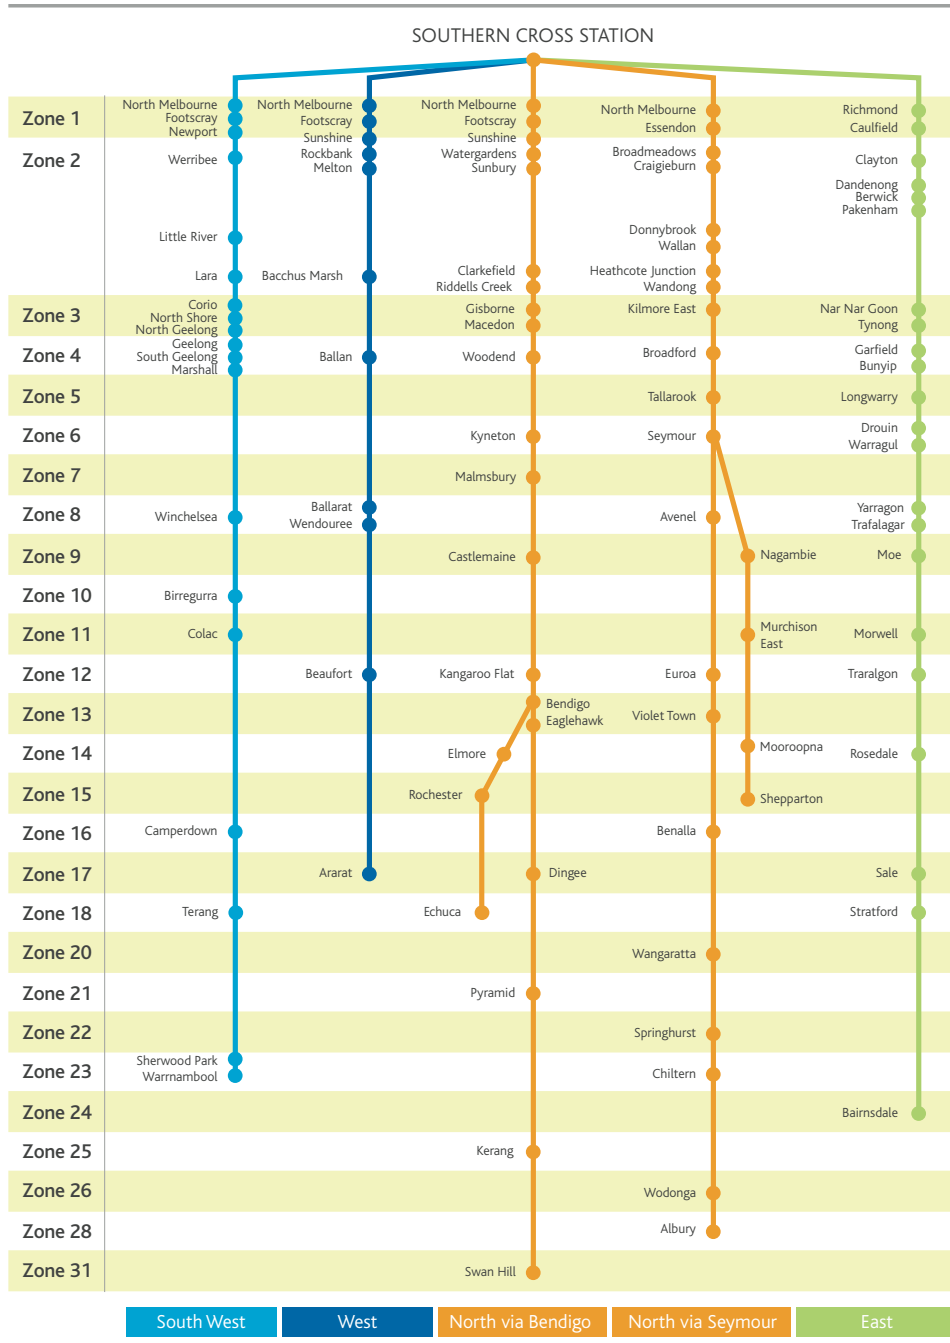 SOUTHERN CROSS STATION
Zone 1
North Melbourne
Footscray
Newport
North Melbourne
Footscray
Sunshine
North Melbourne
Footscray
Sunshine
North Melbourne
Essendon
Richmond
Caulfield
Zone 2
Werribee
Little River
Lara
Rockbank
Melton
Bacchus Marsh
Watergardens
Sunbury
Clarkefield
Riddells Creek
Broadmeadows
Craigieburn
Donnybrook
Wallan
Heathcote Junction
Wandong
Clayton
Dandenong
Berwick
Pakenham
Zone 3
Corio
North Shore
North Geelong
Gisborne
Macedon
Kilmore East
Nar Nar Goon
Tynong
Zone 4
Geelong
South Geelong
Marshall
Ballan
Woodend
Broadford
Garfield
Bunyip
Zone 5
Tallarook
Longwarry
Zone 6
Kyneton
Seymour
Drouin
Warragul
Zone 7
Malmsbury
Zone 8
Winchelsea
Ballarat
Wendouree
Avenel
Yarragon
Trafalagar
Zone 9
Castlemaine
Nagambie
Moe
Zone 10
Birregurra
Zone 11
Colac
Murchison
East
Morwell
Zone 12
Beaufort
Kangaroo Flat
Euroa
Traralgon
Zone 13
Bendigo
Eaglehawk
Violet Town
Zone 14
Elmore
Mooroopna
Rosedale
Zone 15
Rochester
Shepparton
Zone 16
Camperdown
Benalla
Zone 17
Ararat
Dingee
Sale
Zone 18
Terang
Echuca
Stratford
Zone 20
Wangaratta
Zone 21
Pyramid
Zone 22
Springhurst
Zone 23
Sherwood Park
Warrnambool
Chiltern
Zone 24
Bairnsdale
Zone 25
Kerang
Zone 26
Wodonga
Zone 28
Albury
Zone 31
Swan Hill
South West
West
North via Bendigo
North via Seymour
East